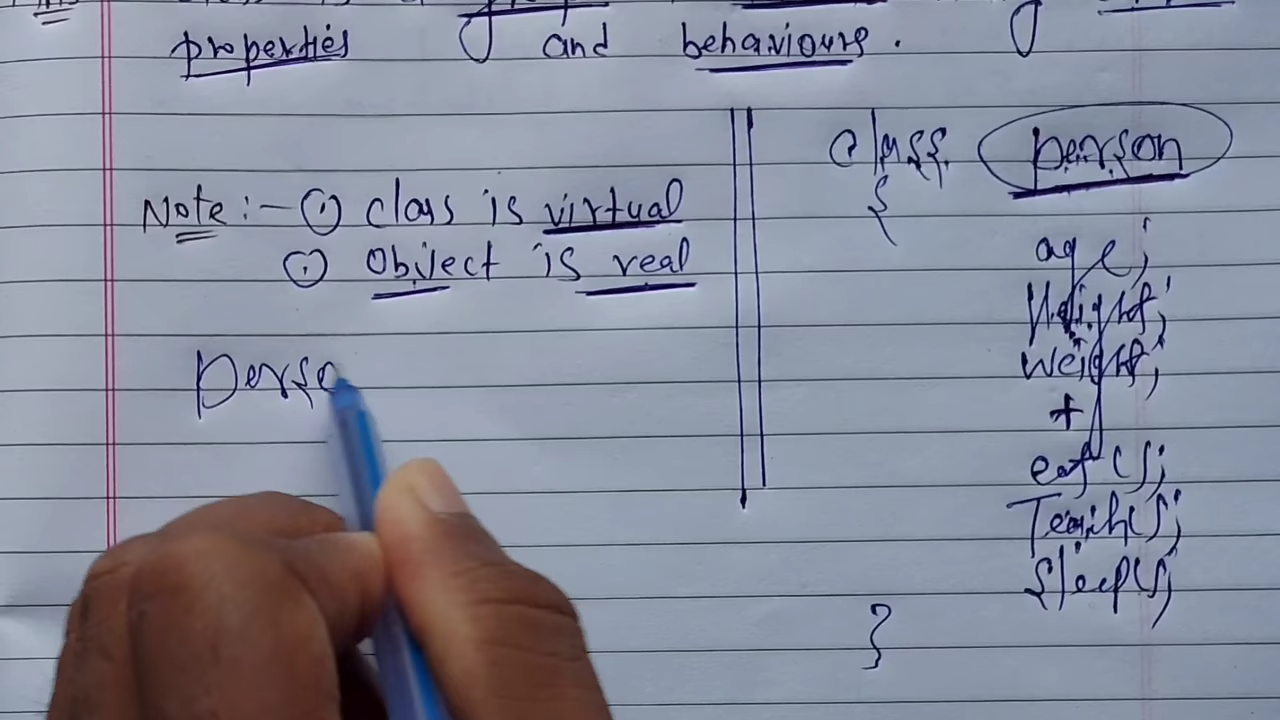 properties and behaviours.
Note :- ① class is virtual
① Object is real
perso
class person
{
age;
Height;
weight;
+
eat();
Teach();
Sleep();
}